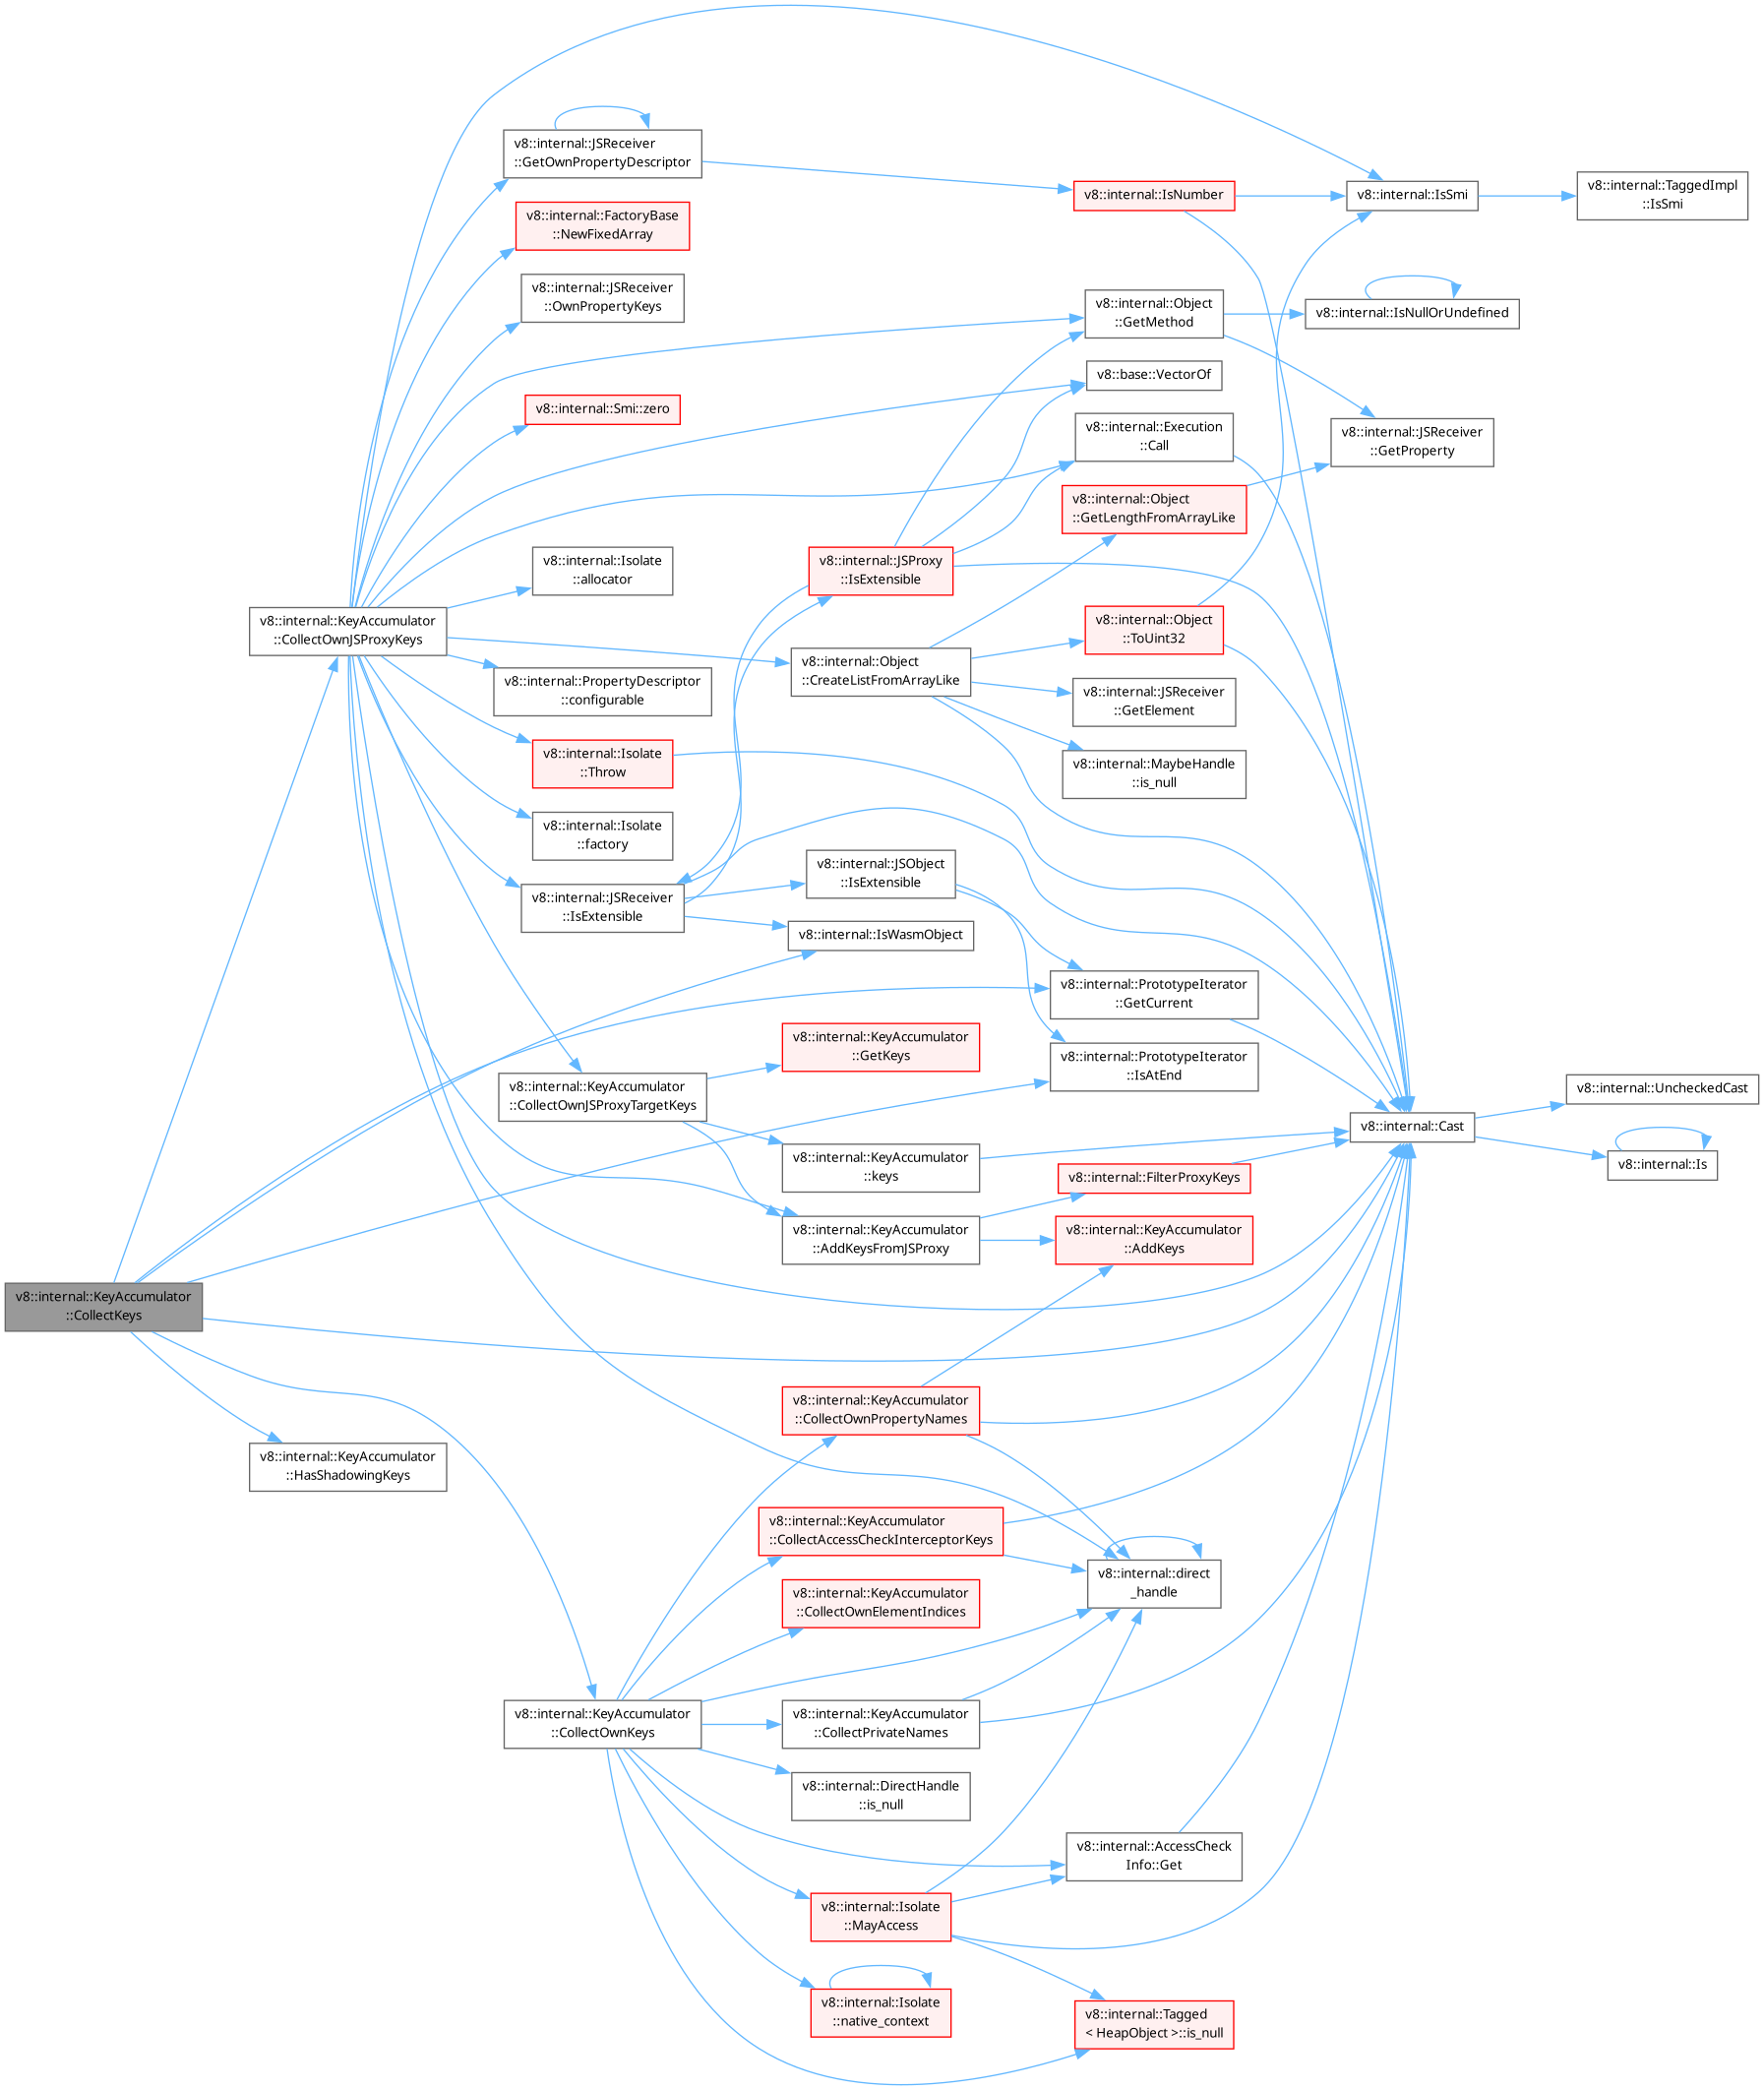 v8::internal::JSReceiver
::GetOwnPropertyDescriptor
v8::internal::IsNumber
v8::internal::IsSmi
v8::internal::TaggedImpl
::IsSmi
v8::internal::FactoryBase
::NewFixedArray
v8::internal::JSReceiver
::OwnPropertyKeys
v8::internal::Object
::GetMethod
v8::internal::IsNullOrUndefined
v8::base::VectorOf
v8::internal::Smi::zero
v8::internal::Execution
::Call
v8::internal::JSReceiver
::GetProperty
v8::internal::Object
::GetLengthFromArrayLike
v8::internal::Isolate
::allocator
v8::internal::JSProxy
::IsExtensible
v8::internal::KeyAccumulator
::CollectOwnJSProxyKeys
v8::internal::Object
::ToUint32
v8::internal::Object
::CreateListFromArrayLike
v8::internal::PropertyDescriptor
::configurable
v8::internal::JSReceiver
::GetElement
v8::internal::Isolate
::Throw
v8::internal::MaybeHandle
::is_null
v8::internal::Isolate
::factory
v8::internal::JSObject
::IsExtensible
v8::internal::JSReceiver
::IsExtensible
v8::internal::IsWasmObject
v8::internal::PrototypeIterator
::GetCurrent
v8::internal::KeyAccumulator
::GetKeys
v8::internal::PrototypeIterator
::IsAtEnd
v8::internal::KeyAccumulator
::CollectOwnJSProxyTargetKeys
v8::internal::UncheckedCast
v8::internal::Cast
v8::internal::Is
v8::internal::KeyAccumulator
::keys
v8::internal::FilterProxyKeys
v8::internal::KeyAccumulator
::AddKeysFromJSProxy
v8::internal::KeyAccumulator
::AddKeys
v8::internal::KeyAccumulator
::CollectKeys
v8::internal::KeyAccumulator
::CollectOwnPropertyNames
v8::internal::KeyAccumulator
::HasShadowingKeys
v8::internal::KeyAccumulator
::CollectAccessCheckInterceptorKeys
v8::internal::direct
_handle
v8::internal::KeyAccumulator
::CollectOwnElementIndices
v8::internal::KeyAccumulator
::CollectOwnKeys
v8::internal::KeyAccumulator
::CollectPrivateNames
v8::internal::DirectHandle
::is_null
v8::internal::AccessCheck
Info::Get
v8::internal::Isolate
::MayAccess
v8::internal::Isolate
::native_context
v8::internal::Tagged
< HeapObject >::is_null